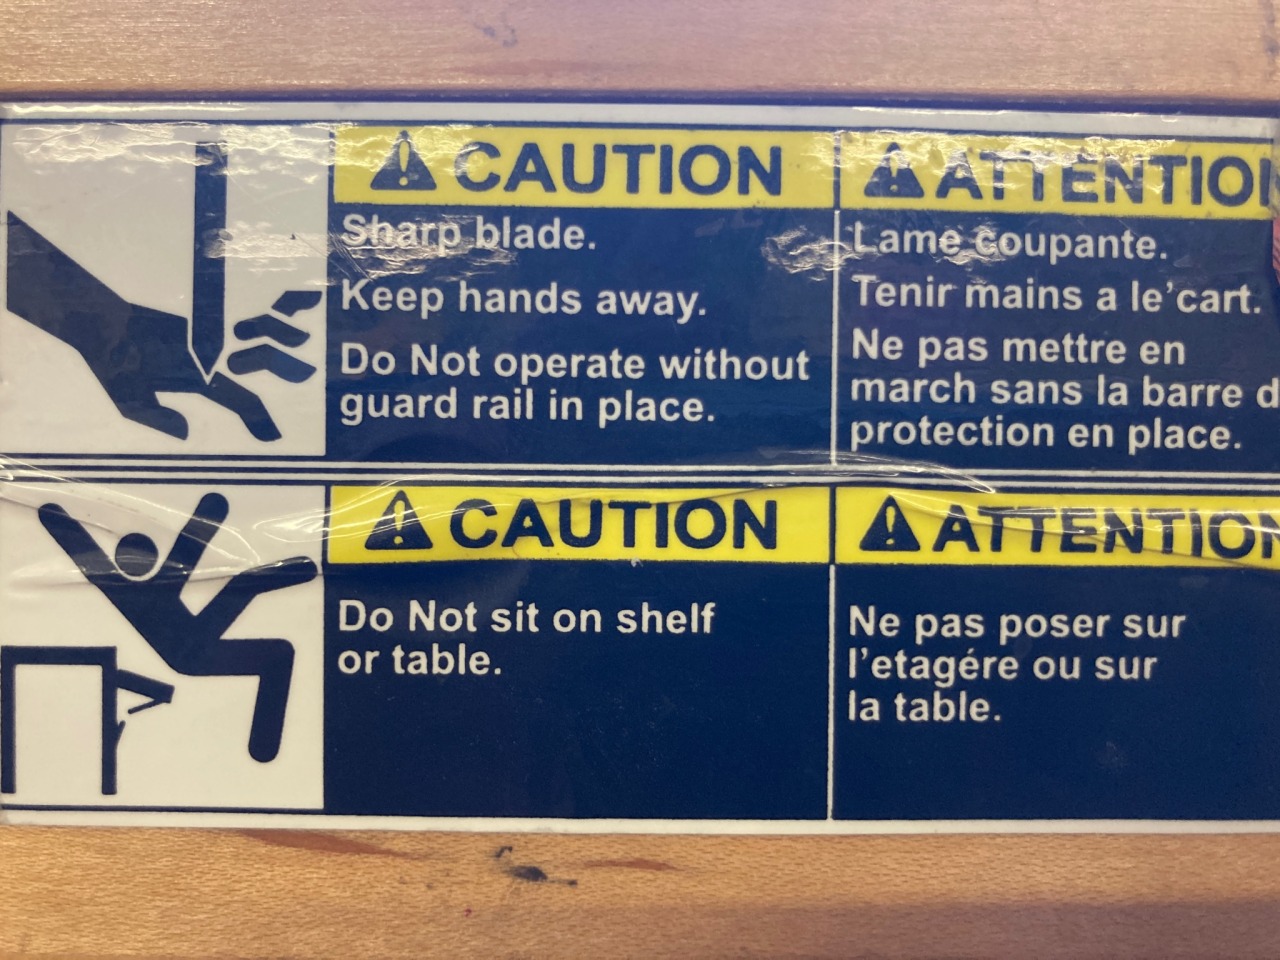 CAUTION
Sharp blade.
Keep hands away.
Do Not operate without
guard rail in place.
ATTENTION
Lame coupante.
Tenir mains a le'cart.
Ne pas mettre en
march sans la barre d
protection en place.
CAUTION
Do Not sit on shelf
or table.
ATTENTION
Ne pas poser sur
l'etagére ou sur
la table.